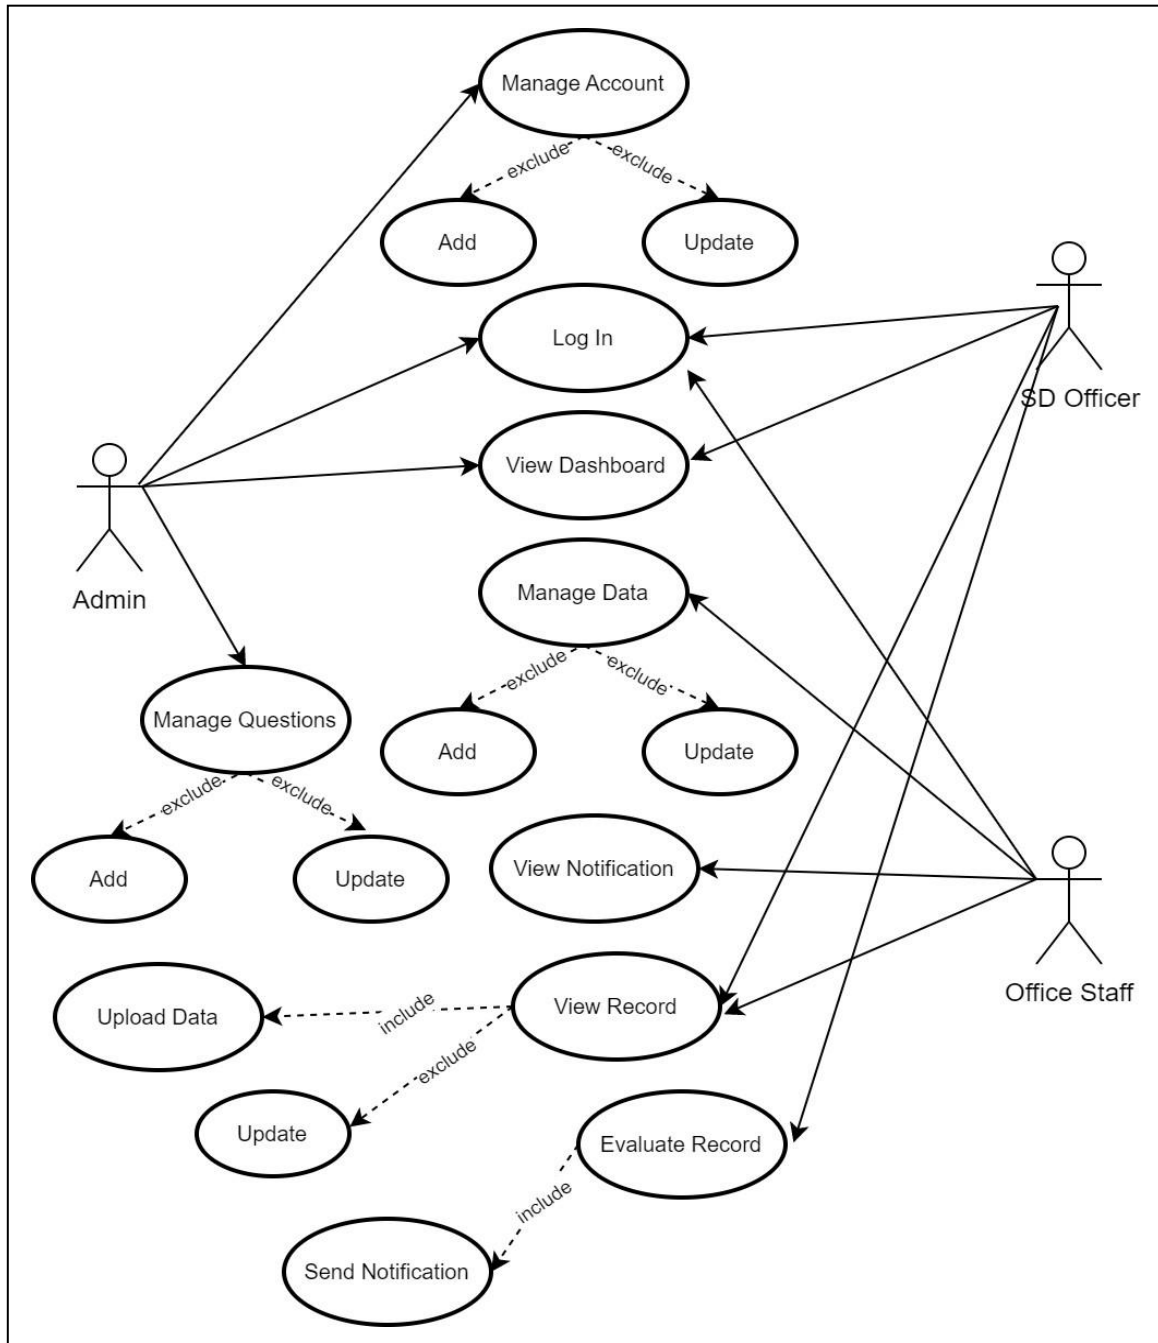 Manage Account
exclude
exclude
Add
Update
Log In
SD Officer
View Dashboard
Admin
Manage Data
exclude
exclude
Manage Questions
Add
Update
exclude
exclude
View Notification
Add
Update
Office Staff
View Record
include
Upload Data
exclude
Update
Evaluate Record
include
Send Notification